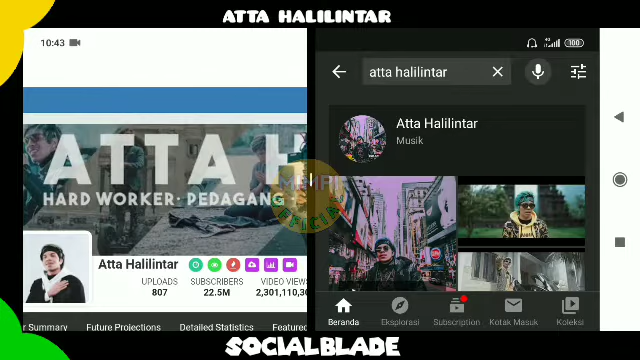 ATTA HALILINTAR
10:43
ATTA H
HARD WORKER· PEDAGANG ·
Atta Halilintar
UPLOADS
807
SUBSCRIBERS
22.5M
VIDEO VIEWS
2,301,110,3
r Summary
Future Projections
Detailed Statistics
Featured
4G
100
atta halilintar
Atta Halilintar
Musik
Beranda
Eksplorasi
Subscription
Kotak Masuk
Koleksi
SOCIALBLADE